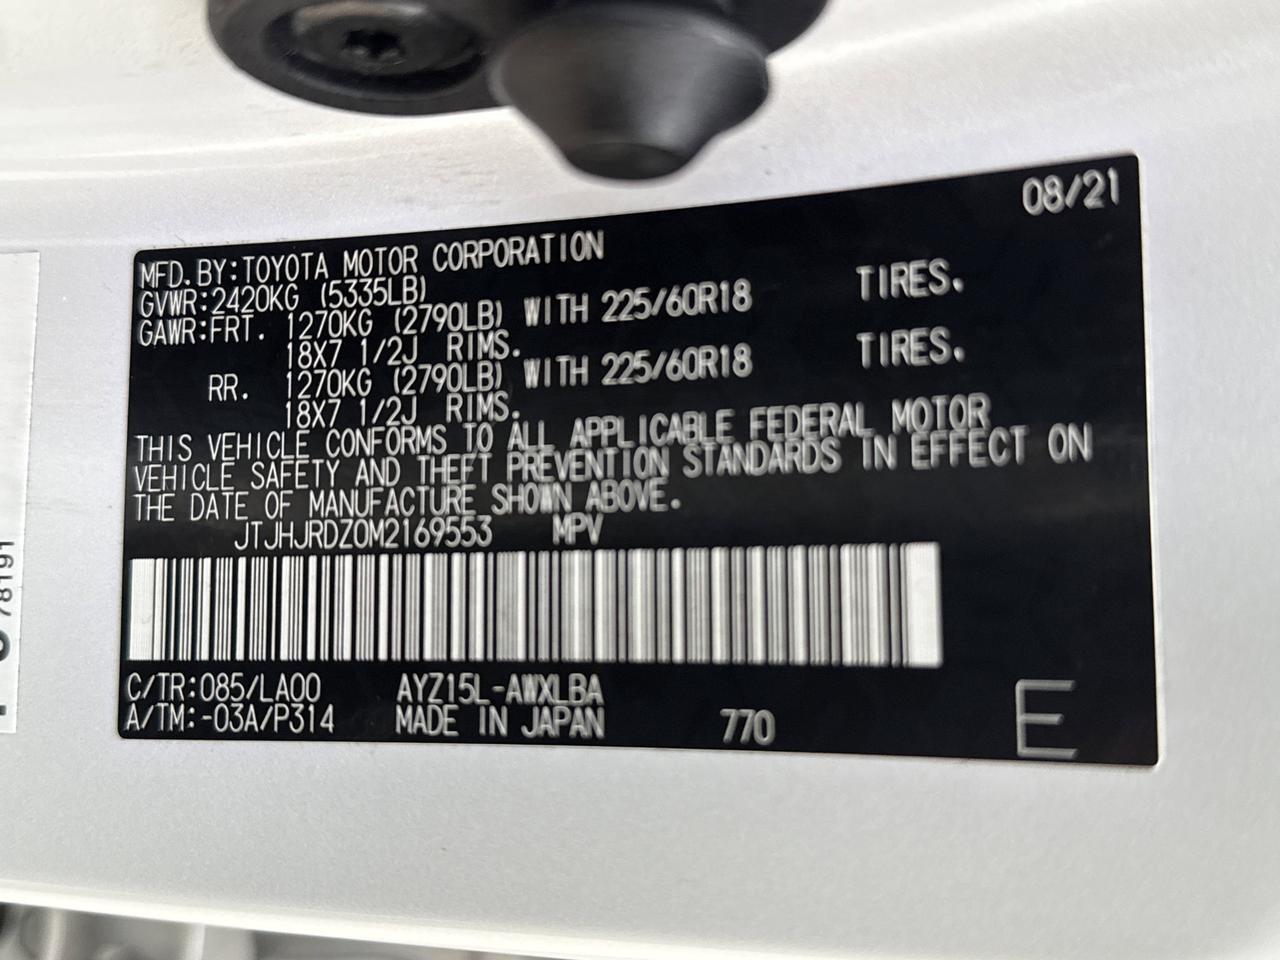 08/21
MFD.BY:TOYOTA MOTOR CORPORATION
GVWR:2420KG (5335LB)
GAWR:FRT. 1270KG (2790LB) WITH 225/60R18 TIRES.
18X7 1/2J RIMS.
RR. 1270KG (2790LB) WITH 225/60R18 TIRES.
18X7 1/2J RIMS.
THIS VEHICLE CONFORMS TO ALL APPLICABLE FEDERAL MOTOR
VEHICLE SAFETY AND THEFT PREVENTION STANDARDS IN EFFECT ON
THE DATE OF MANUFACTURE SHOWN ABOVE.
JTJHJRDZ0M2169553 MPV
C/TR:085/LA00 AYZ15L-AWXLBA
A/TM:-03A/P314 MADE IN JAPAN 770
E
78191